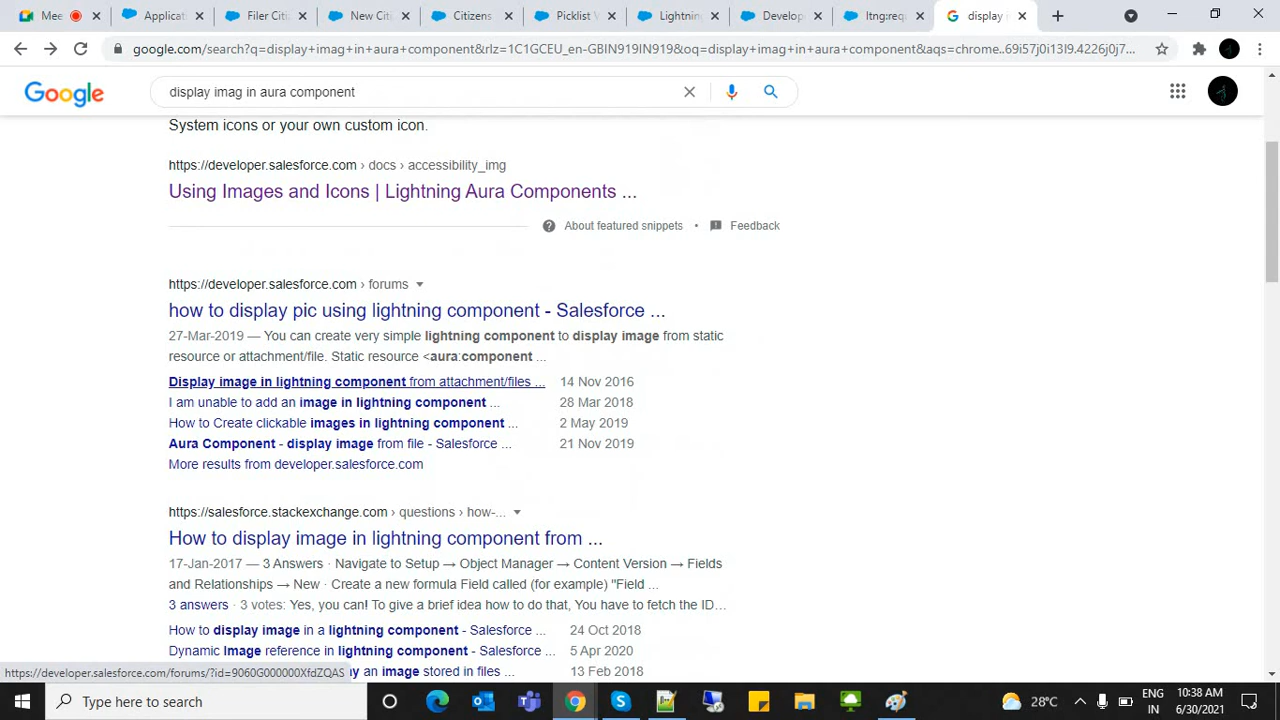 Mee
Applicati
Filer Citi
New Citi
Citizens
Picklist V
Lightnin
Develop
ltng:req
display i
google.com/search?q=display+imag+in+aura+component&rlz=1C1GCEU_en-GBIN919IN919&oq=display+imag+in+aura+component&aqs=chrome..69i57j0i13l9.4226j0j7...
Google
display imag in aura component
System icons or your own custom icon.
https://developer.salesforce.com › docs › accessibility_img
Using Images and Icons | Lightning Aura Components ...
About featured snippets • Feedback
https://developer.salesforce.com › forums
how to display pic using lightning component - Salesforce ...
27-Mar-2019 — You can create very simple lightning component to display image from static
resource or attachment/file. Static resource <aura:component ...
Display image in lightning component from attachment/files ... 14 Nov 2016
I am unable to add an image in lightning component ... 28 Mar 2018
How to Create clickable images in lightning component ... 2 May 2019
Aura Component - display image from file - Salesforce ... 21 Nov 2019
More results from developer.salesforce.com
https://salesforce.stackexchange.com › questions › how-...
How to display image in lightning component from ...
17-Jan-2017 — 3 Answers · Navigate to Setup → Object Manager → Content Version → Fields
and Relationships → New · Create a new formula Field called (for example) "Field ...
3 answers · 3 votes: Yes, you can! To give a brief idea how to do that, You have to fetch the ID...
How to display image in a lightning component - Salesforce ... 24 Oct 2018
Dynamic Image reference in lightning component - Salesforce ... 5 Apr 2020
y an image stored in files ... 13 Feb 2018
https://developer.salesforce.com/forums/?id=9060G000000XfdZQAS
Type here to search
28°C
ENG
IN
10:38 AM
6/30/2021